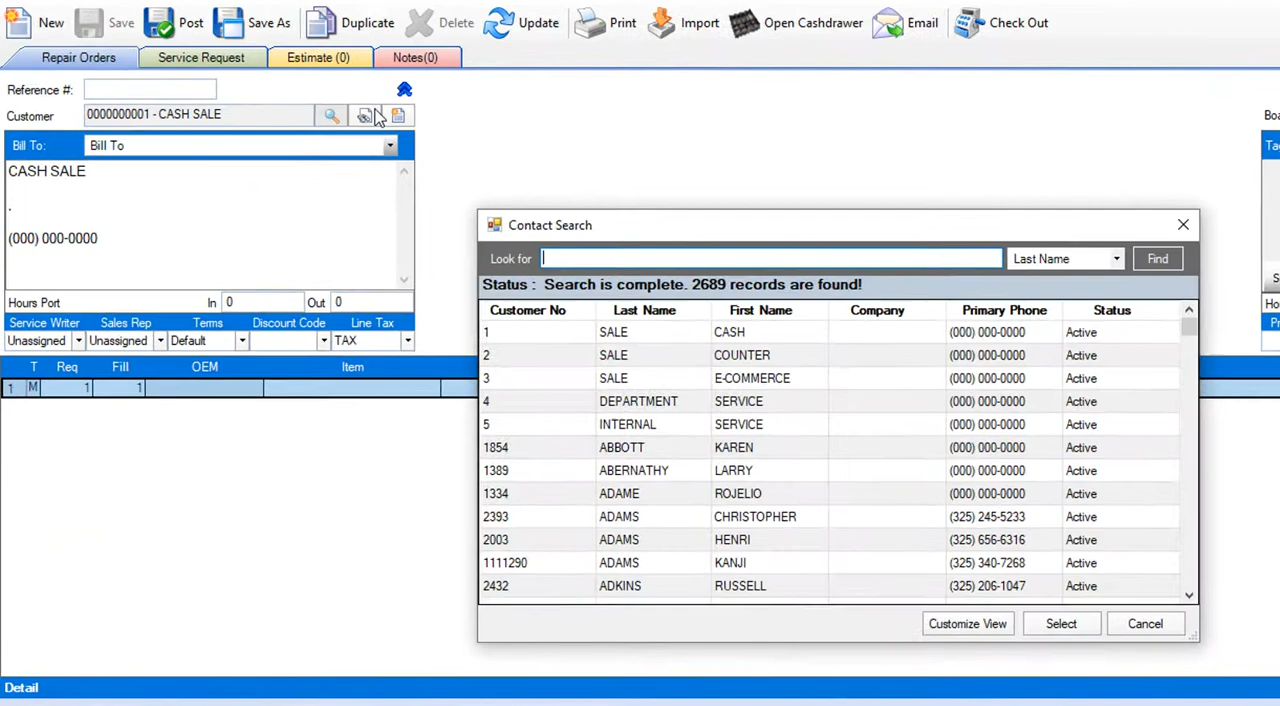 New Save Post Save As Duplicate Delete Update Print Import Open Cashdrawer Email Check Out
Repair Orders Service Request Estimate (0) Notes(0)
Reference #:
Customer 0000000001 - CASH SALE
Bill To: Bill To
CASH SALE
.
(000) 000-0000
Hours Port In 0 Out 0
Service Writer Sales Rep Terms Discount Code Line Tax
Unassigned Unassigned Default TAX
T Req Fill OEM Item
1 M 1 1
Contact Search
Look for Last Name Find
Status : Search is complete. 2689 records are found!
Customer No Last Name First Name Company Primary Phone Status
1 SALE CASH (000) 000-0000 Active
2 SALE COUNTER (000) 000-0000 Active
3 SALE E-COMMERCE (000) 000-0000 Active
4 DEPARTMENT SERVICE (000) 000-0000 Active
5 INTERNAL SERVICE (000) 000-0000 Active
1854 ABBOTT KAREN (000) 000-0000 Active
1389 ABERNATHY LARRY (000) 000-0000 Active
1334 ADAME ROJELIO (000) 000-0000 Active
2393 ADAMS CHRISTOPHER (325) 245-5233 Active
2003 ADAMS HENRI (325) 656-6316 Active
1111290 ADAMS KANJI (325) 340-7268 Active
2432 ADKINS RUSSELL (325) 206-1047 Active
Customize View Select Cancel
Detail